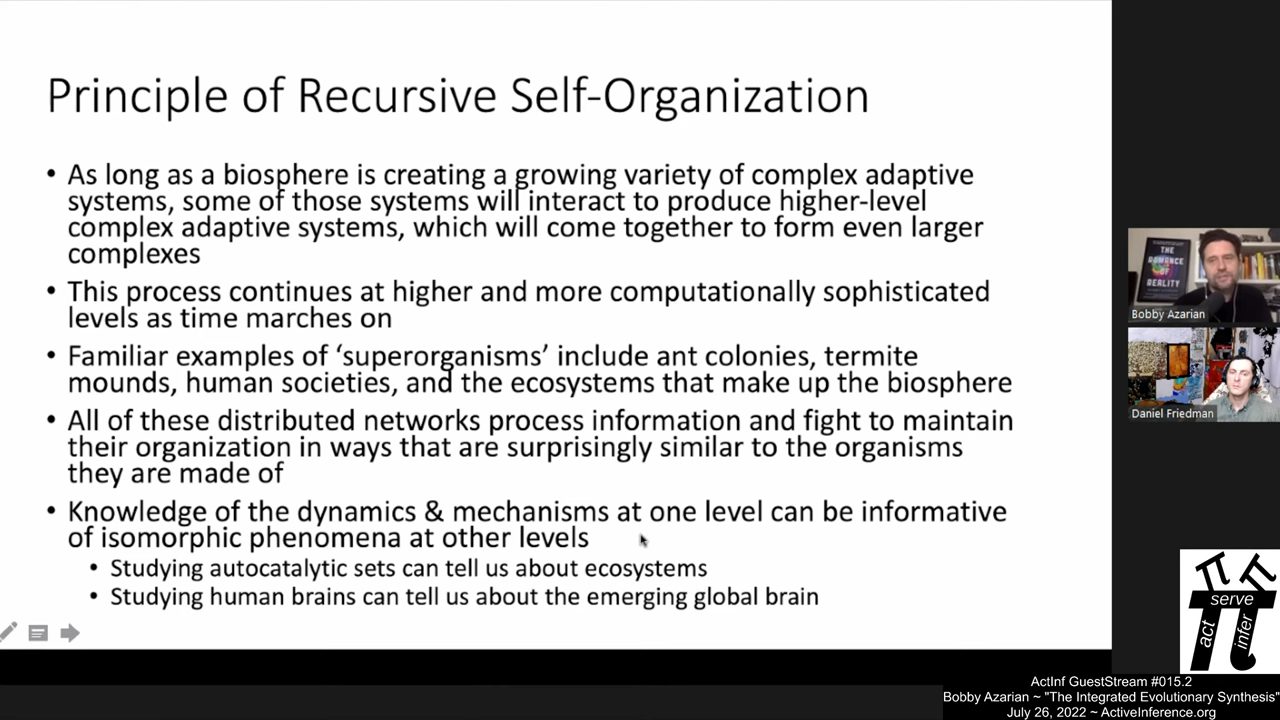 Principle of Recursive Self-Organization
• As long as a biosphere is creating a growing variety of complex adaptive
systems, some of those systems will interact to produce higher-level
complex adaptive systems, which will come together to form even larger
complexes
• This process continues at higher and more computationally sophisticated
levels as time marches on
• Familiar examples of ‘superorganisms’ include ant colonies, termite
mounds, human societies, and the ecosystems that make up the biosphere
• All of these distributed networks process information and fight to maintain
their organization in ways that are surprisingly similar to the organisms
they are made of
• Knowledge of the dynamics & mechanisms at one level can be informative
of isomorphic phenomena at other levels
• Studying autocatalytic sets can tell us about ecosystems
• Studying human brains can tell us about the emerging global brain
THE
ROMANCE
OF
REALITY
Bobby Azarian
Daniel Friedman
serve
act
infer
ActInf GuestStream #015.2
Bobby Azarian ~ "The Integrated Evolutionary Synthesis"
July 26, 2022 ~ ActiveInference.org